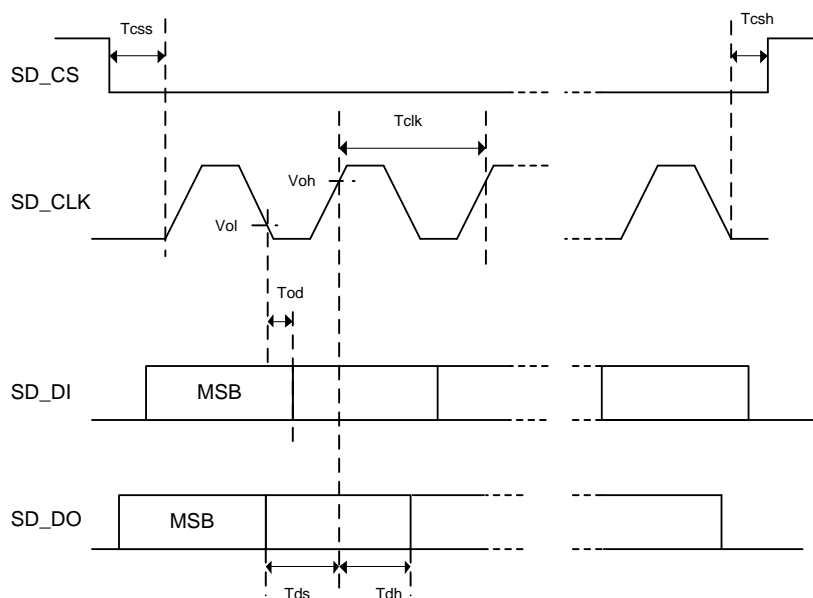 Tcss
Tcsh
SD_CS
Tclk
Voh
SD_CLK
Vol
Tod
SD_DI
MSB
SD_DO
MSB
Tds
Tdh